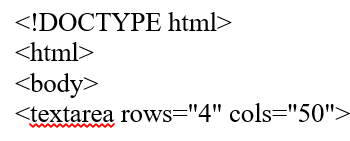 <!DOCTYPE html>
<html>
<body>
<textarea rows="4" cols="50">